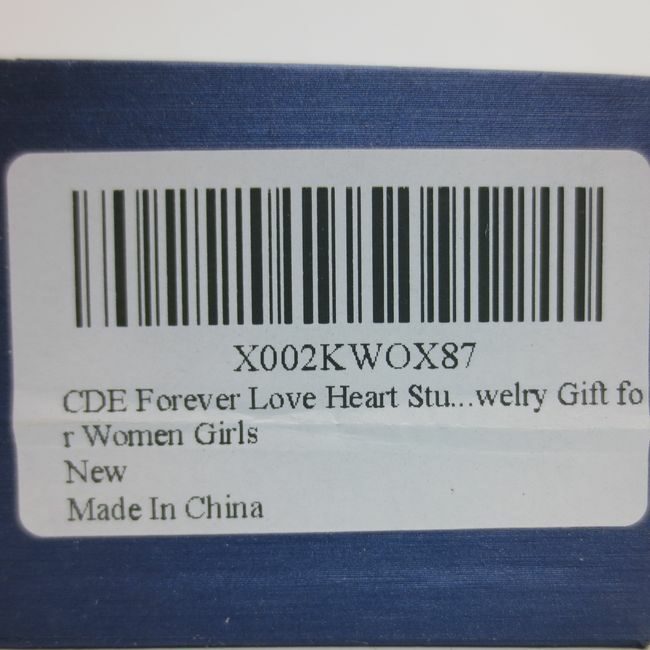 X002KWOX87
CDE Forever Love Heart Stu...welry Gift fo
r Women Girls
New
Made In China